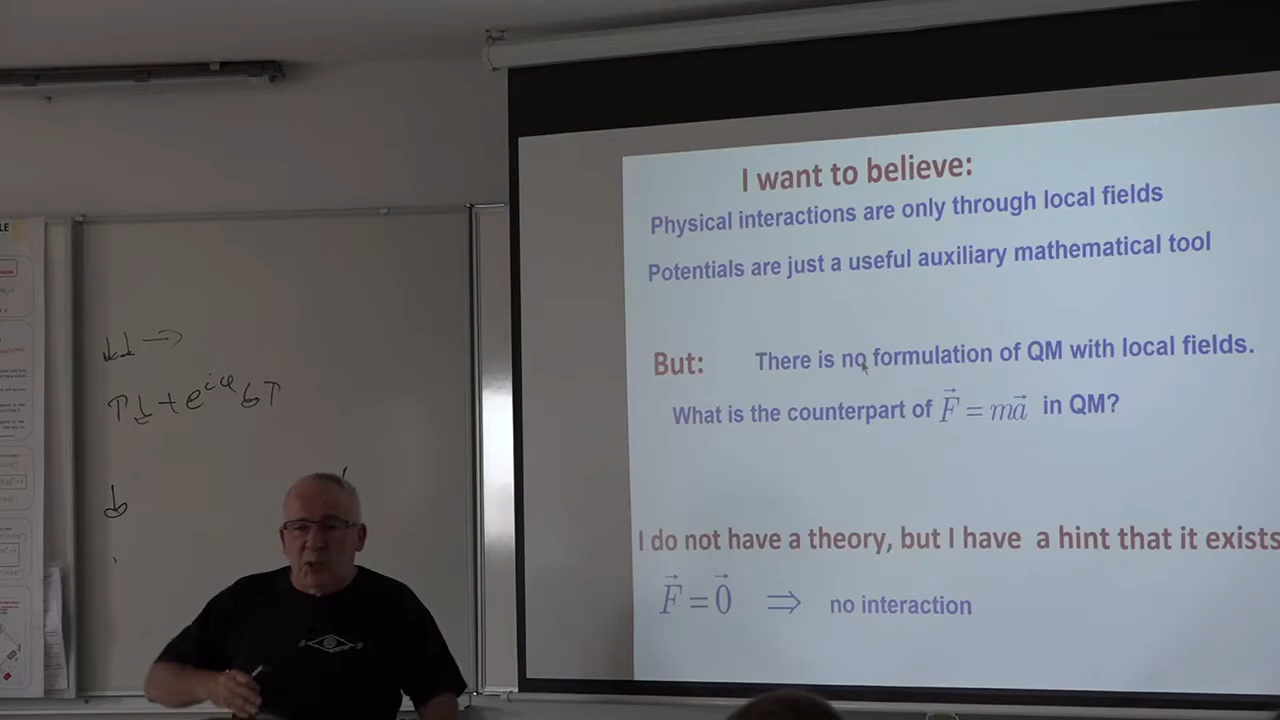 I want to believe:
Physical interactions are only through local fields
Potentials are just a useful auxiliary mathematical tool
But: There is no formulation of QM with local fields.
What is the counterpart of F⃗ = ma⃗ in QM?
I do not have a theory, but I have a hint that it exists
F⃗ = 0⃗ ⇒ no interaction
↓↓ →
↑↓ + e^{iφ} ↓↑
↓